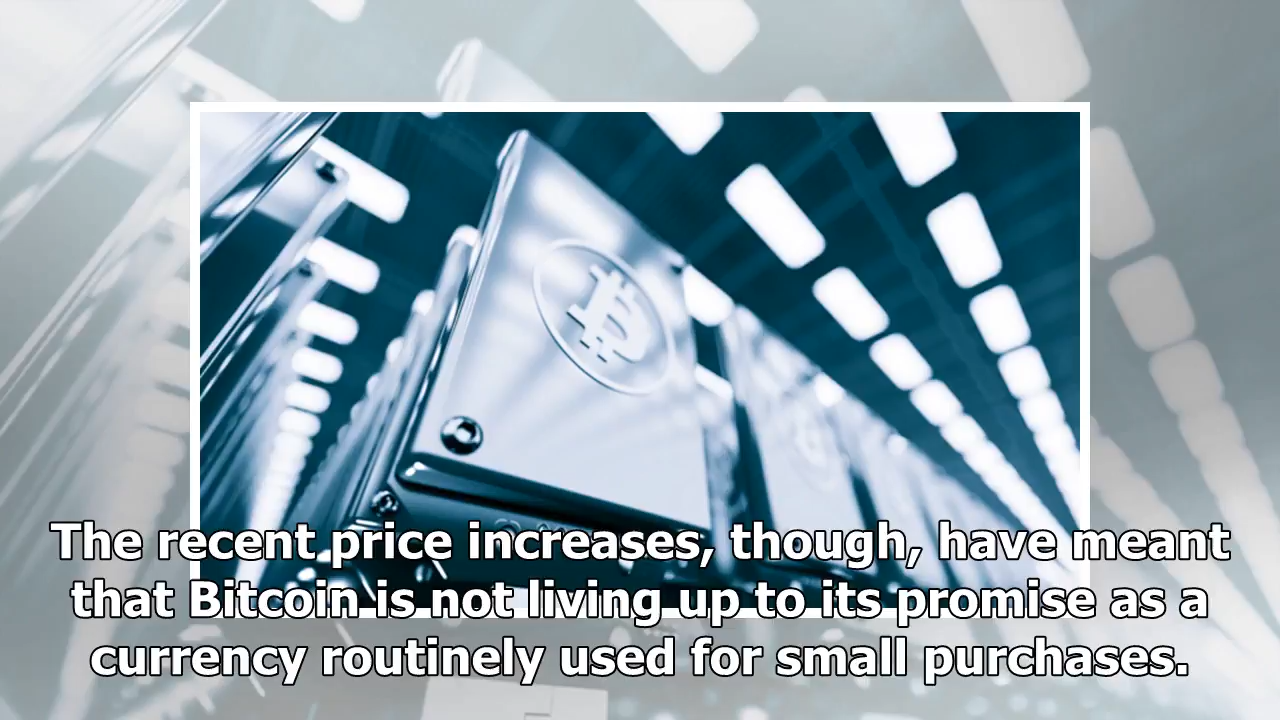 The recent price increases, though, have meant
that Bitcoin is not living up to its promise as a
currency routinely used for small purchases.